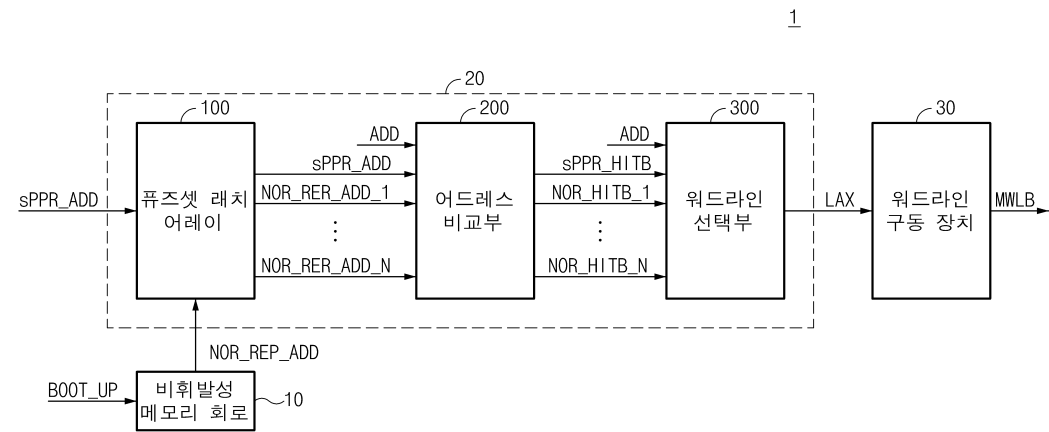 1
20
100
200
300
30
ADD
ADD
sPPR_ADD
sPPR_HITB
sPPR_ADD
퓨즈셋 래치
어레이
NOR_RER_ADD_1
어드레스
비교부
NOR_HITB_1
워드라인
선택부
LAX
워드라인
구동 장치
MWLB
⋮
⋮
NOR_RER_ADD_N
NOR_HITB_N
NOR_REP_ADD
BOOT_UP
비휘발성
메모리 회로
10